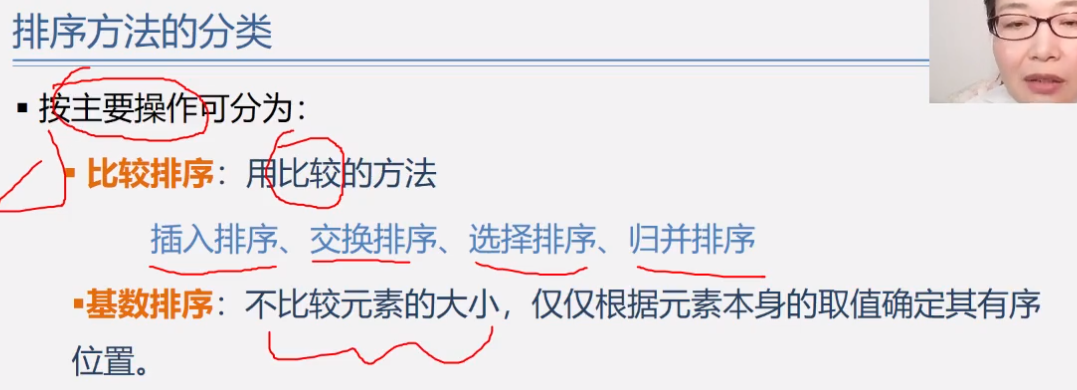 排序方法的分类
▪ 按主要操作可分为：
▪ 比较排序：用比较的方法
插入排序、交换排序、选择排序、归并排序
▪基数排序：不比较元素的大小，仅仅根据元素本身的取值确定其有序
位置。